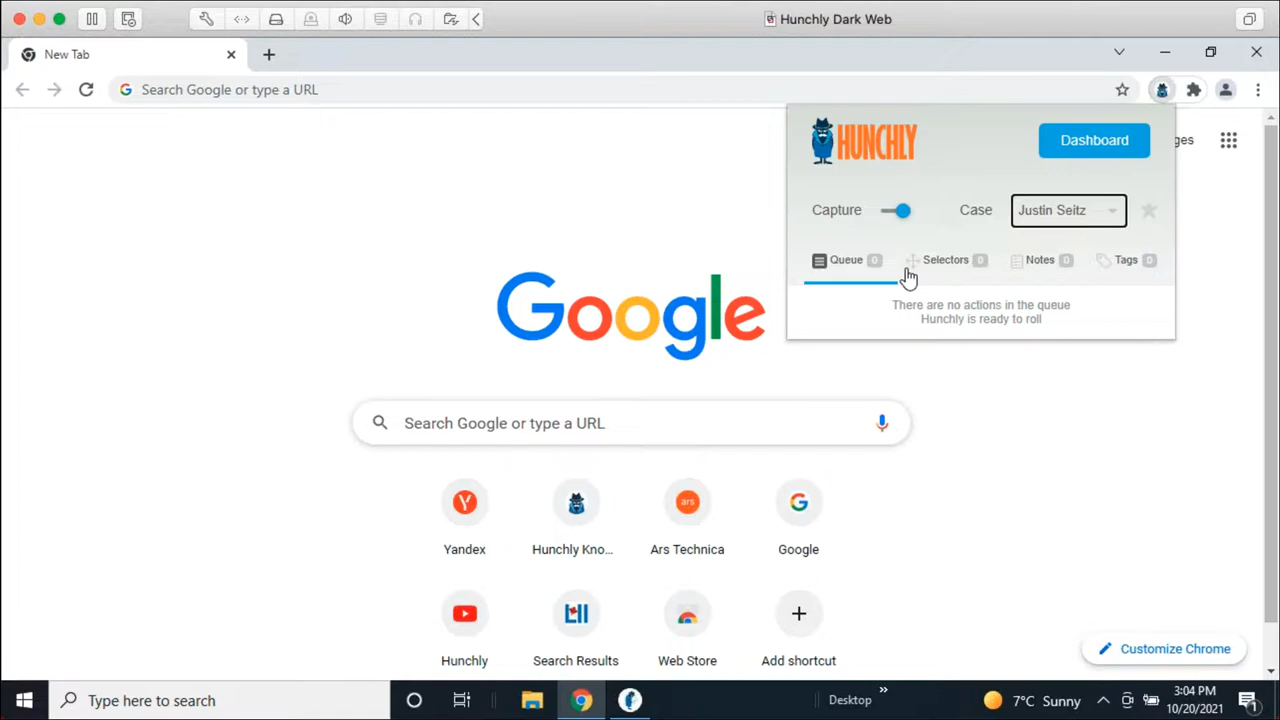 Hunchly Dark Web
New Tab
Search Google or type a URL
HUNCHLY
Dashboard
ges
Capture
Case
Justin Seitz
Queue 0
Selectors 0
Notes 0
Tags 0
There are no actions in the queue
Hunchly is ready to roll
Google
Search Google or type a URL
ars
Yandex
Hunchly Kno...
Ars Technica
Google
Hunchly
Search Results
Web Store
Add shortcut
Customize Chrome
Type here to search
Desktop
7°C Sunny
3:04 PM
10/20/2021
1